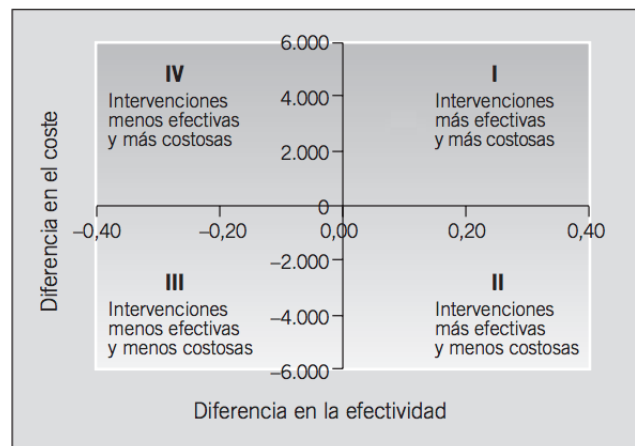 6.000
IV
I
Intervenciones
menos efectivas
y más costosas
4.000
Intervenciones
más efectivas
y más costosas
2.000
Diferencia en el coste
0
–0,40
–0,20
0,00
0,20
0,40
–2.000
III
II
Intervenciones
menos efectivas
y menos costosas
–4.000
Intervenciones
más efectivas
y menos costosas
–6.000
Diferencia en la efectividad